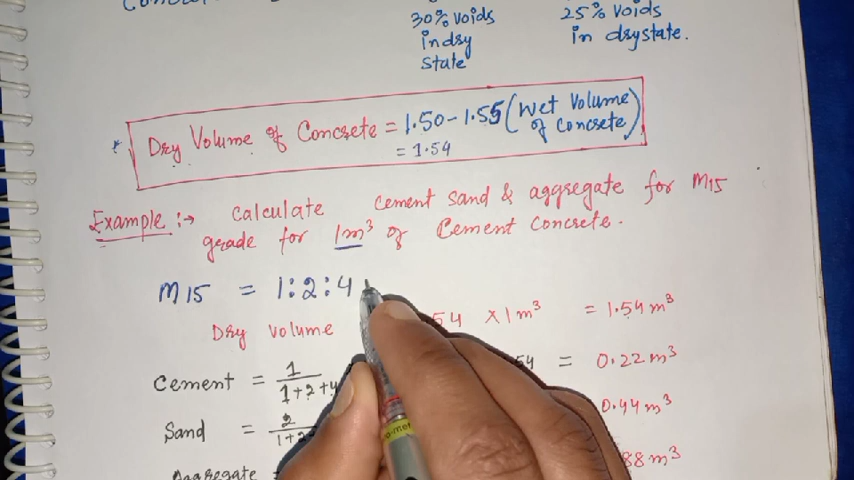 30% voids
in dry
state
25% voids
in drystate.
* Dry Volume of Concrete = 1.50 - 1.55 (Wet Volume of Concrete)
= 1.54
Example :→ Calculate cement sand & aggregate for M15
grade for 1m³ of Cement Concrete.
M15 = 1:2:4
Dry Volume 54 × 1m³ = 1.54 m³
Cement = 1/1+2+4 54 = 0.22 m³
Sand = 2/1+2 0.44 m³
Aggregate 88 m³